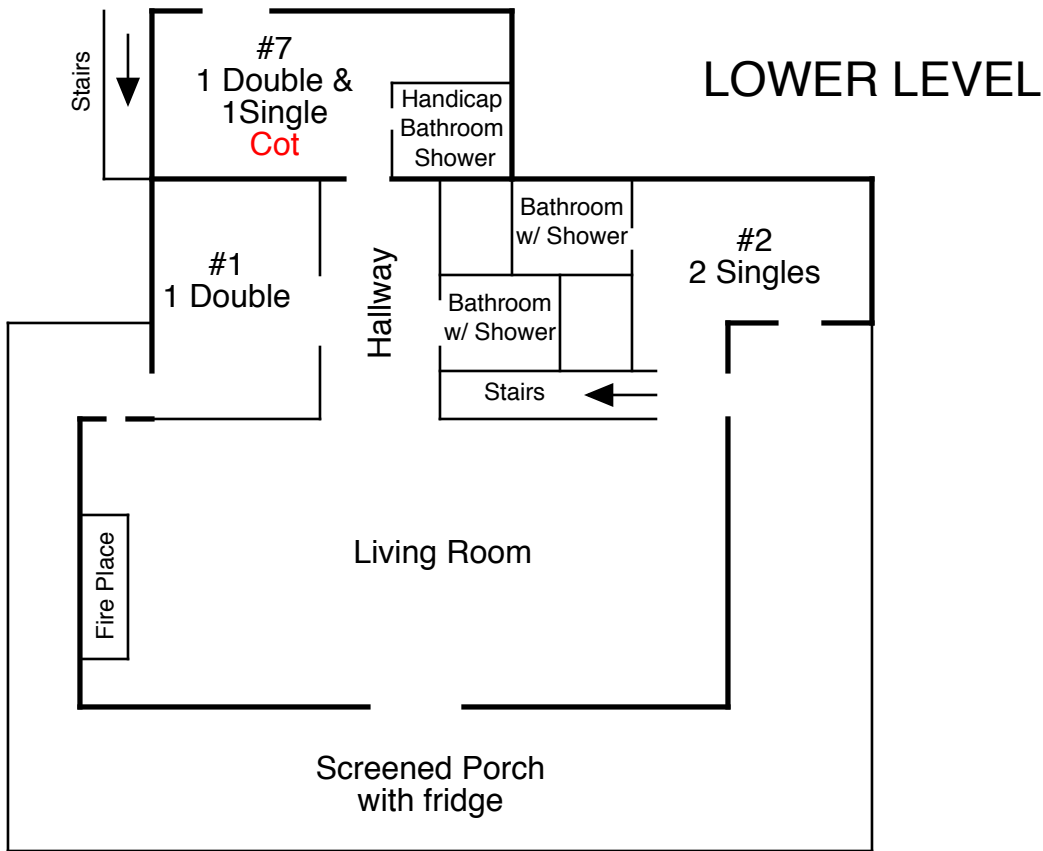 LOWER LEVEL
Stairs
#7
1 Double &
1Single
Cot
Handicap
Bathroom
Shower
#1
1 Double
Hallway
Bathroom
w/ Shower
#2
2 Singles
Bathroom
w/ Shower
Stairs
Living Room
Fire Place
Screened Porch
with fridge